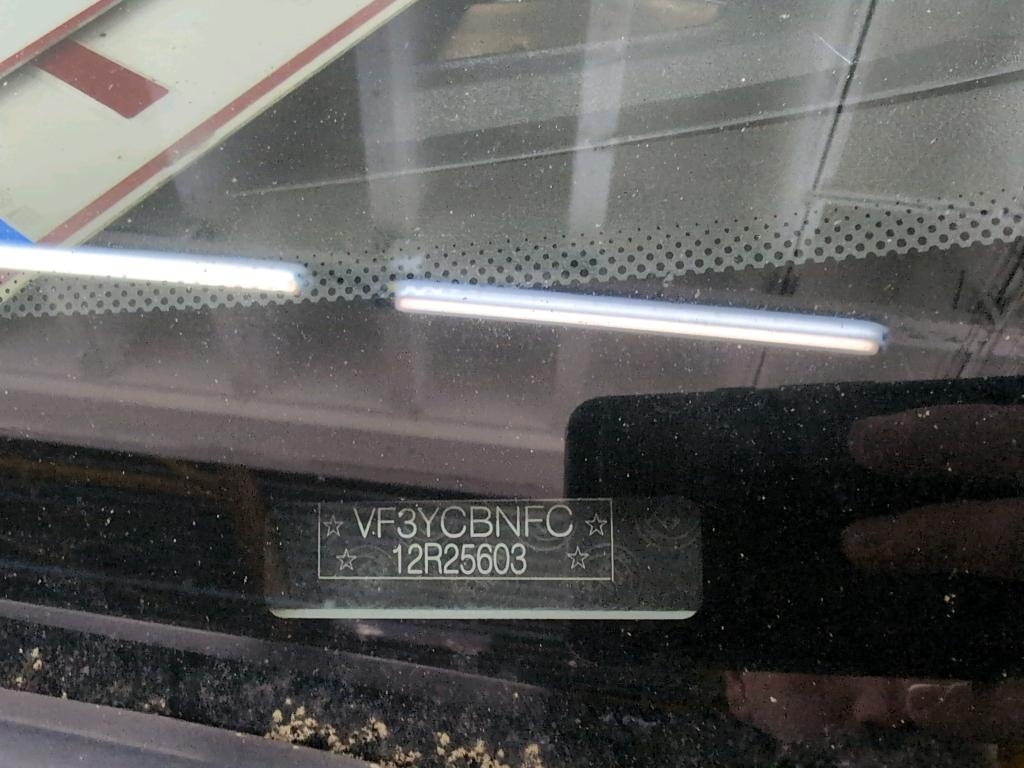 ☆ VF3YCBNFC ☆
☆ 12R25603 ☆